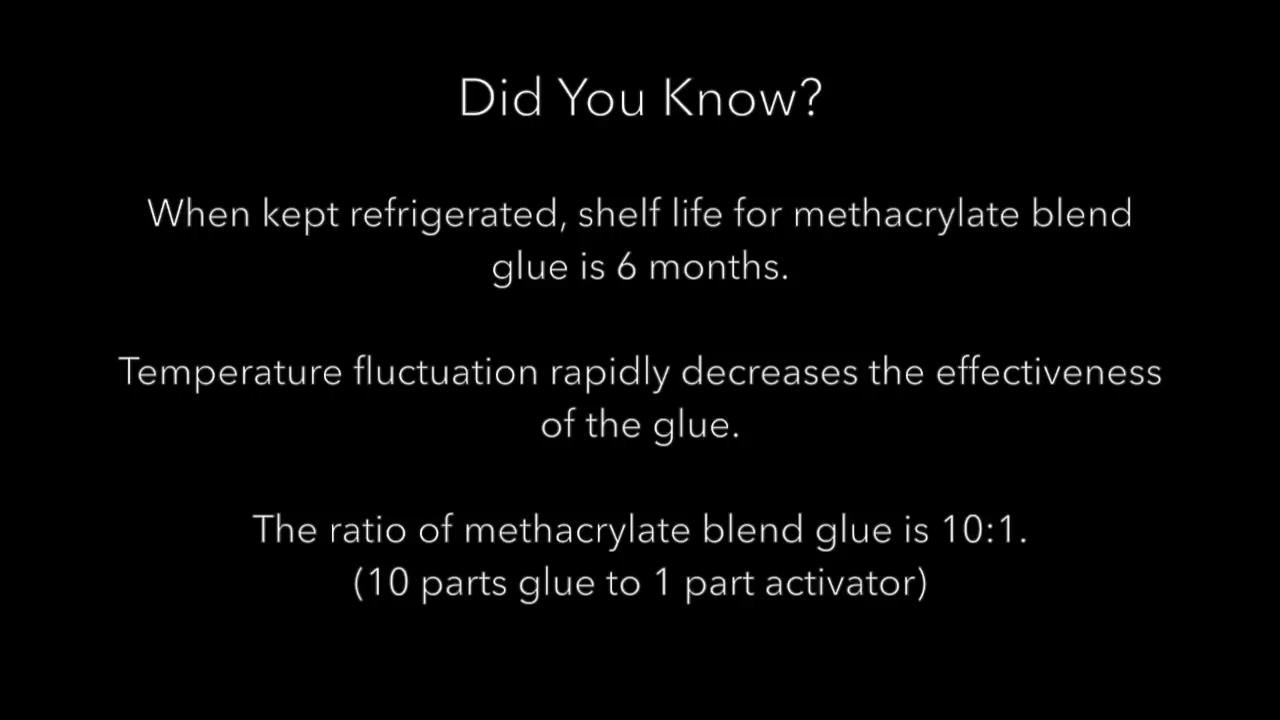 Did You Know?
When kept refrigerated, shelf life for methacrylate blend
glue is 6 months.
Temperature fluctuation rapidly decreases the effectiveness
of the glue.
The ratio of methacrylate blend glue is 10:1.
(10 parts glue to 1 part activator)